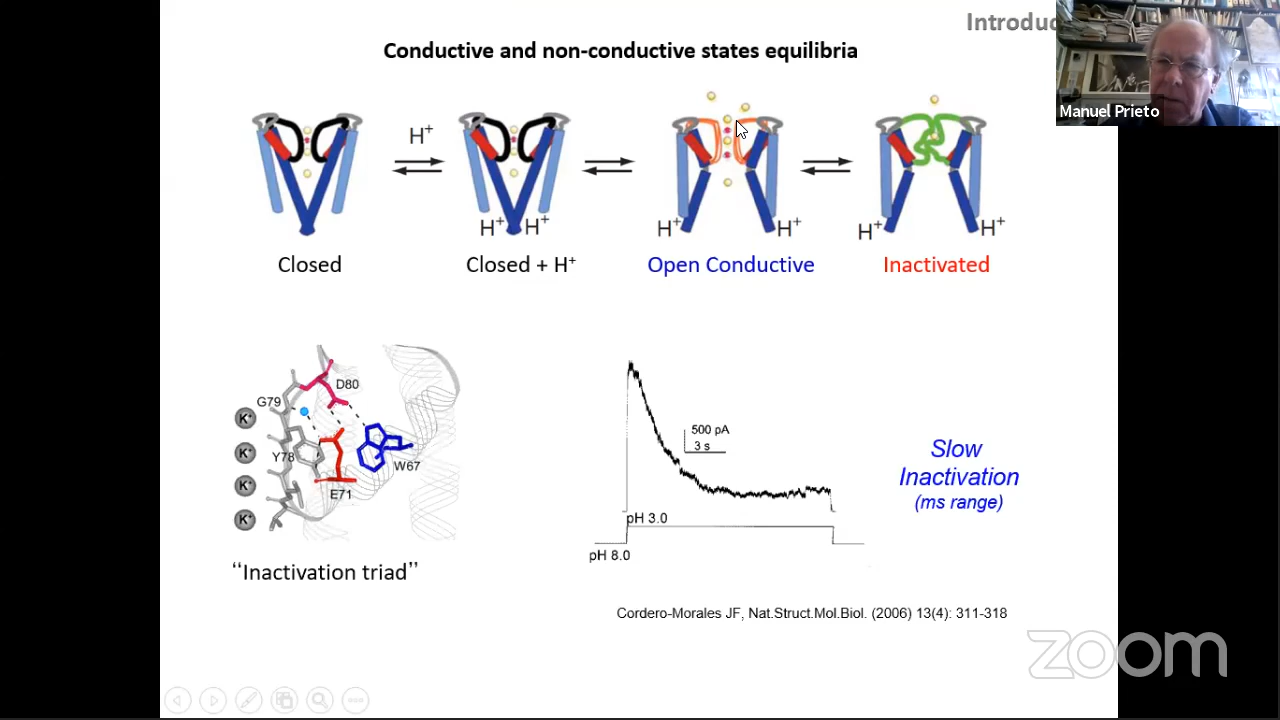 Introduc
Conductive and non-conductive states equilibria
Manuel Prieto
H+
H+ H+
H+ H+
H+ H+
Closed
Closed + H+
Open Conductive
Inactivated
D80
G79
K+
K+
Y78
W67
K+
E71
K+
"Inactivation triad"
500 pA
3 s
pH 3.0
pH 8.0
Slow
Inactivation
(ms range)
Cordero-Morales JF, Nat.Struct.Mol.Biol. (2006) 13(4): 311-318
zoom